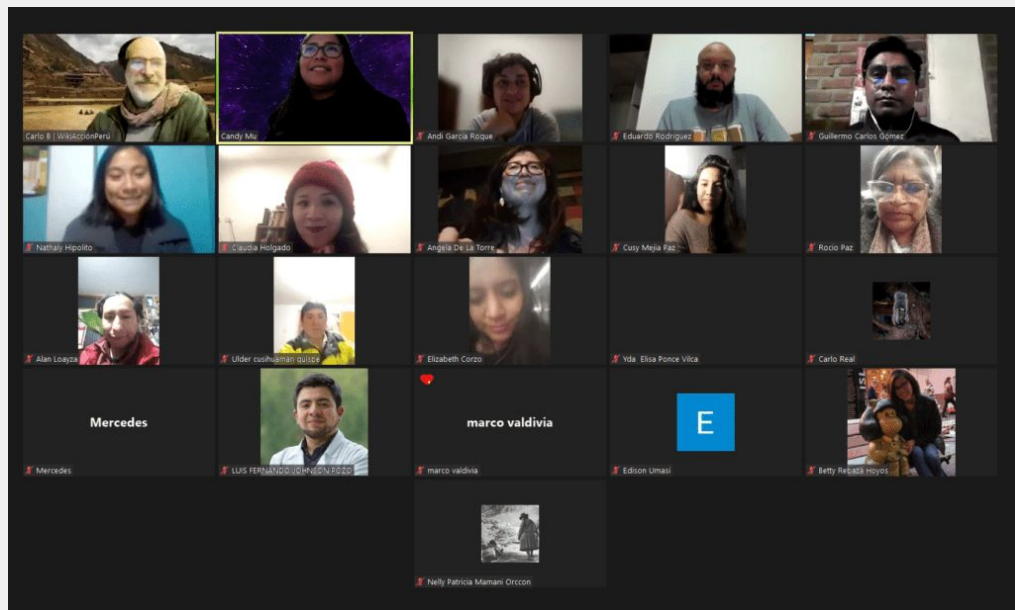 Carlo B | WikiAcciónPerú
Candy Mu
Andi Garcia Roque
Eduardo Rodriguez
Guillermo Carlos Gómez
Nathaly Hipolito
Claudia Holgado
Angela De La Torre
Cusy Mejia Paz
Rocio Paz
Alan Loayza
Ulder cusihuaman quispe
Elizabeth Corzo
Yda Elisa Ponce Vilca
Carlo Real
Mercedes
Mercedes
LUIS FERNANDO JOHNSON POZO
marco valdivia
marco valdivia
E
Edison Umasi
Betty Rebaza Hoyos
Nelly Patricia Mamani Orccon